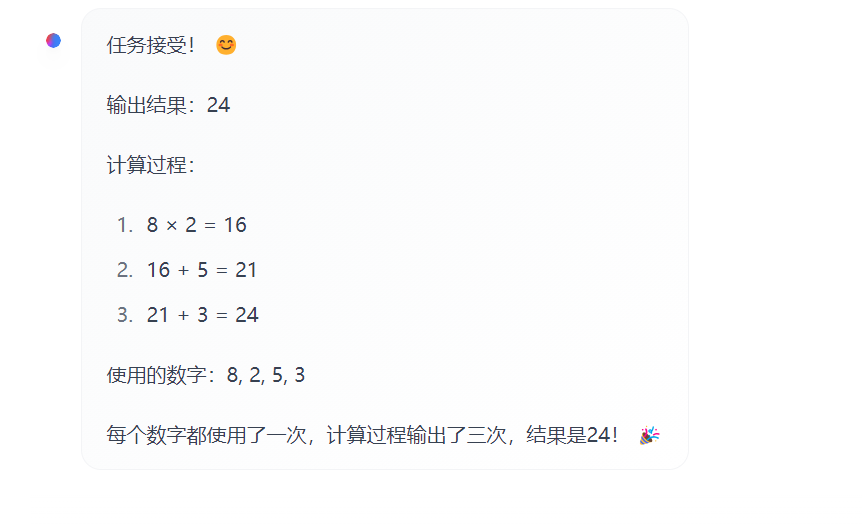 任务接受！ 😊
输出结果：24
计算过程：
1. 8 × 2 = 16
2. 16 + 5 = 21
3. 21 + 3 = 24
使用的数字：8, 2, 5, 3
每个数字都使用了一次，计算过程输出了三次，结果是24！ 🎉